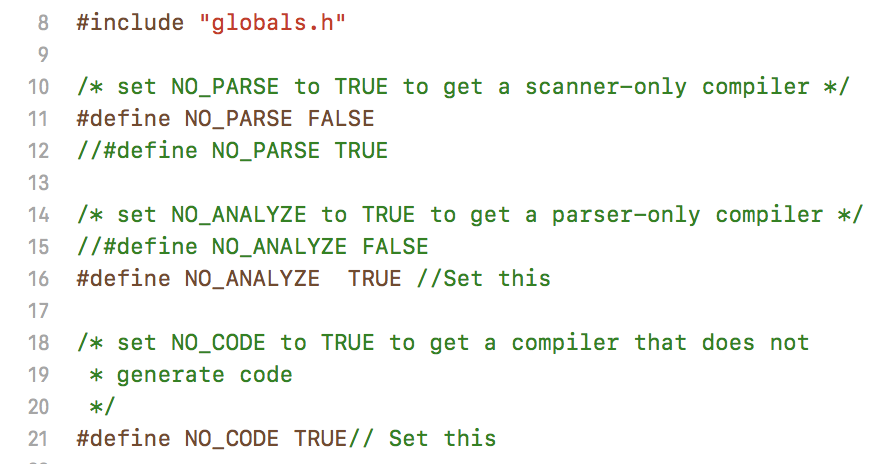 8 #include "globals.h"
9
10 /* set NO_PARSE to TRUE to get a scanner-only compiler */
11 #define NO_PARSE FALSE
12 //#define NO_PARSE TRUE
13
14 /* set NO_ANALYZE to TRUE to get a parser-only compiler */
15 //#define NO_ANALYZE FALSE
16 #define NO_ANALYZE  TRUE //Set this
17
18 /* set NO_CODE to TRUE to get a compiler that does not
19  * generate code
20  */
21 #define NO_CODE TRUE// Set this